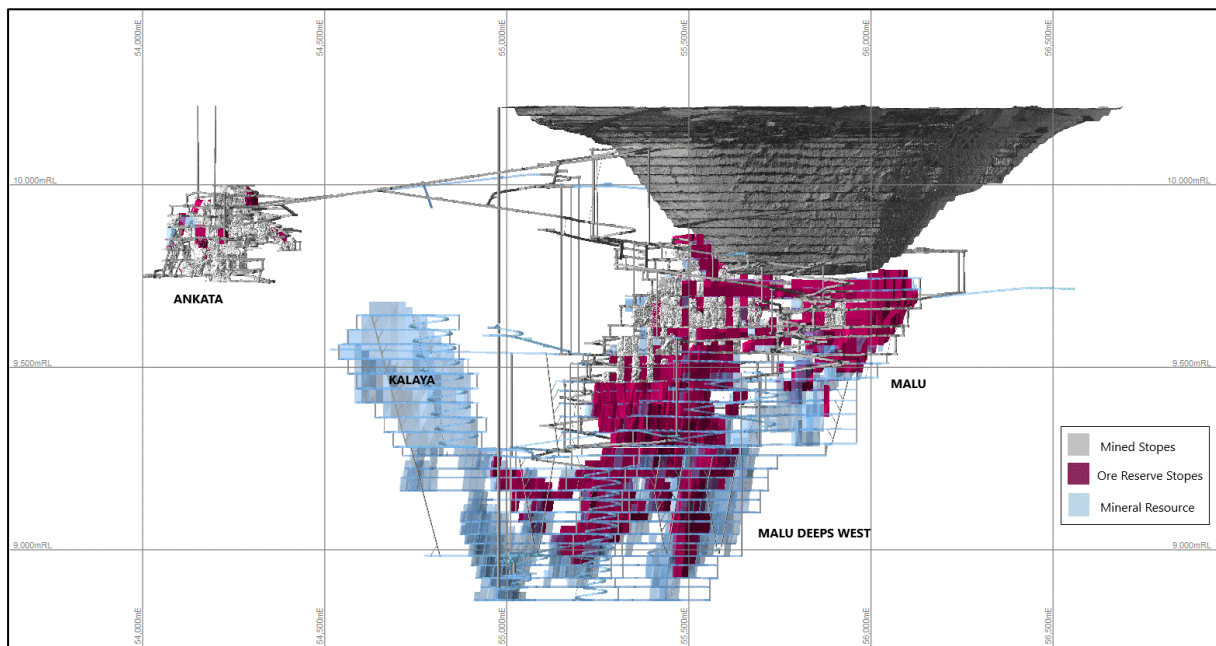 54,000mE
54,500mE
55,000mE
55,500mE
56,000mE
56,500mE
10.000mRL
10.000mRL
ANKATA
9.500mRL
KALAYA
9.500mRL
MALU
Mined Stopes
Ore Reserve Stopes
Mineral Resource
MALU DEEPS WEST
9.000mRL
9.000mRL
54,000mE
54,500mE
55,000mE
55,500mE
56,000mE
56,500mE